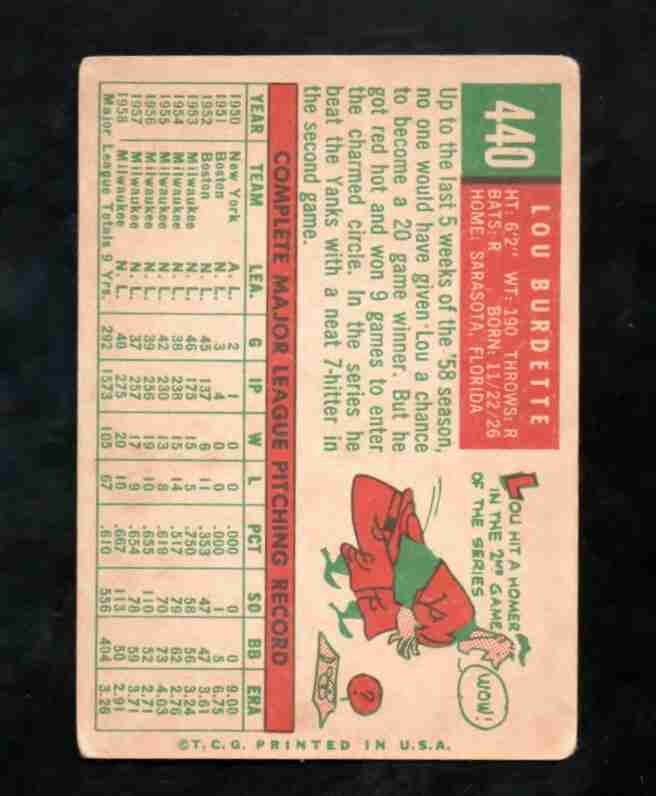 440
LOU BURDETTE
HT: 6'2" WT: 190 THROWS: R
BATS: R BORN: 11/22/26
HOME: SARASOTA, FLORIDA
Up to the last 5 weeks of the '58 season,
no one would have given Lou a chance
to become a 20 game winner. But he
got red hot and won 9 games to enter
the charmed circle. In the series he
beat the Yanks with a neat 7-hitter in
the second game.
LOU HIT A HOMER
IN THE 2ND GAME
OF THE SERIES
WOW!
?
COMPLETE MAJOR LEAGUE PITCHING RECORD
YEAR TEAM LEA. G IP W L PCT SO BB ERA
1950 New York A. L. 2 1 0 0 .000 0 0 9.00
1951 Boston N. L. 3 4 0 0 .000 1 5 6.75
1952 Boston N. L. 45 137 6 11 .353 47 47 3.61
1953 Milwaukee N. L. 46 175 15 5 .750 58 56 3.24
1954 Milwaukee N. L. 38 238 15 14 .517 79 62 2.76
1955 Milwaukee N. L. 42 230 13 8 .619 70 73 4.03
1956 Milwaukee N. L. 39 256 19 10 .655 110 52 2.71
1957 Milwaukee N. L. 37 257 17 9 .654 78 59 3.71
1958 Milwaukee N. L. 40 275 20 10 .667 113 50 2.91
Major League Totals 9 Yrs. 292 1573 105 67 .610 556 404 3.26
©T.C.G. PRINTED IN U.S.A.